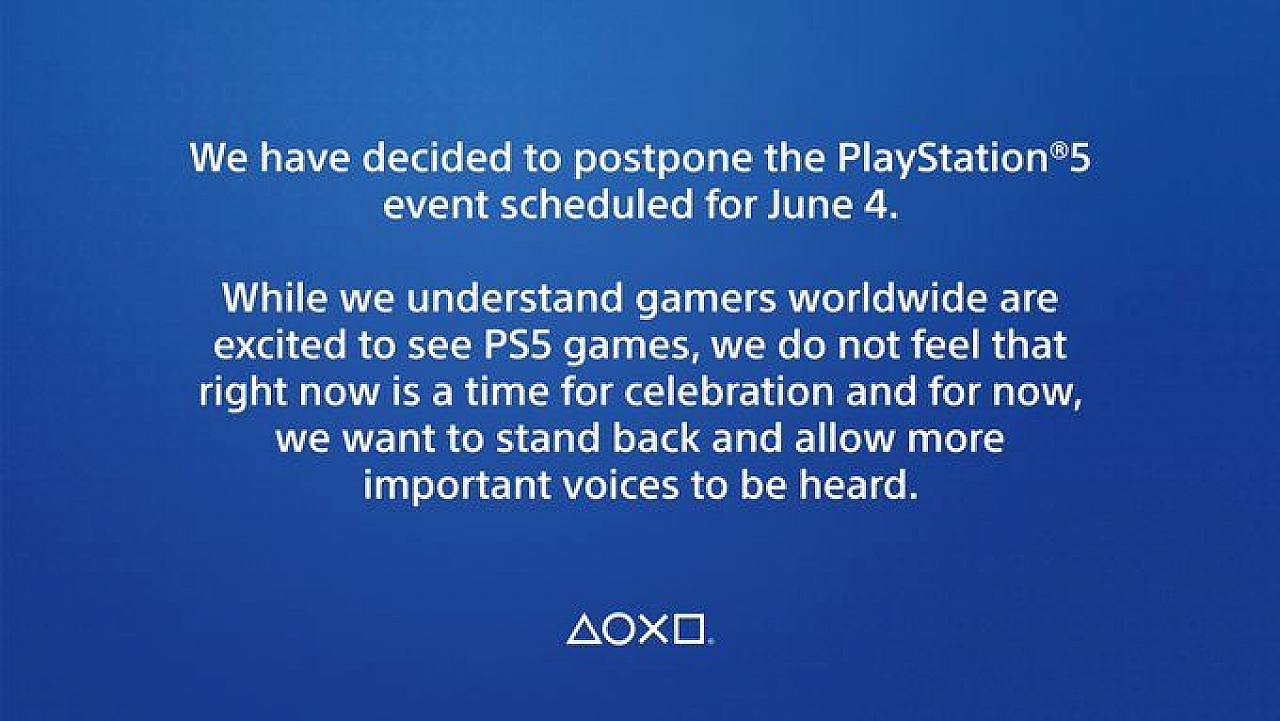 We have decided to postpone the PlayStation®5
event scheduled for June 4.
While we understand gamers worldwide are
excited to see PS5 games, we do not feel that
right now is a time for celebration and for now,
we want to stand back and allow more
important voices to be heard.